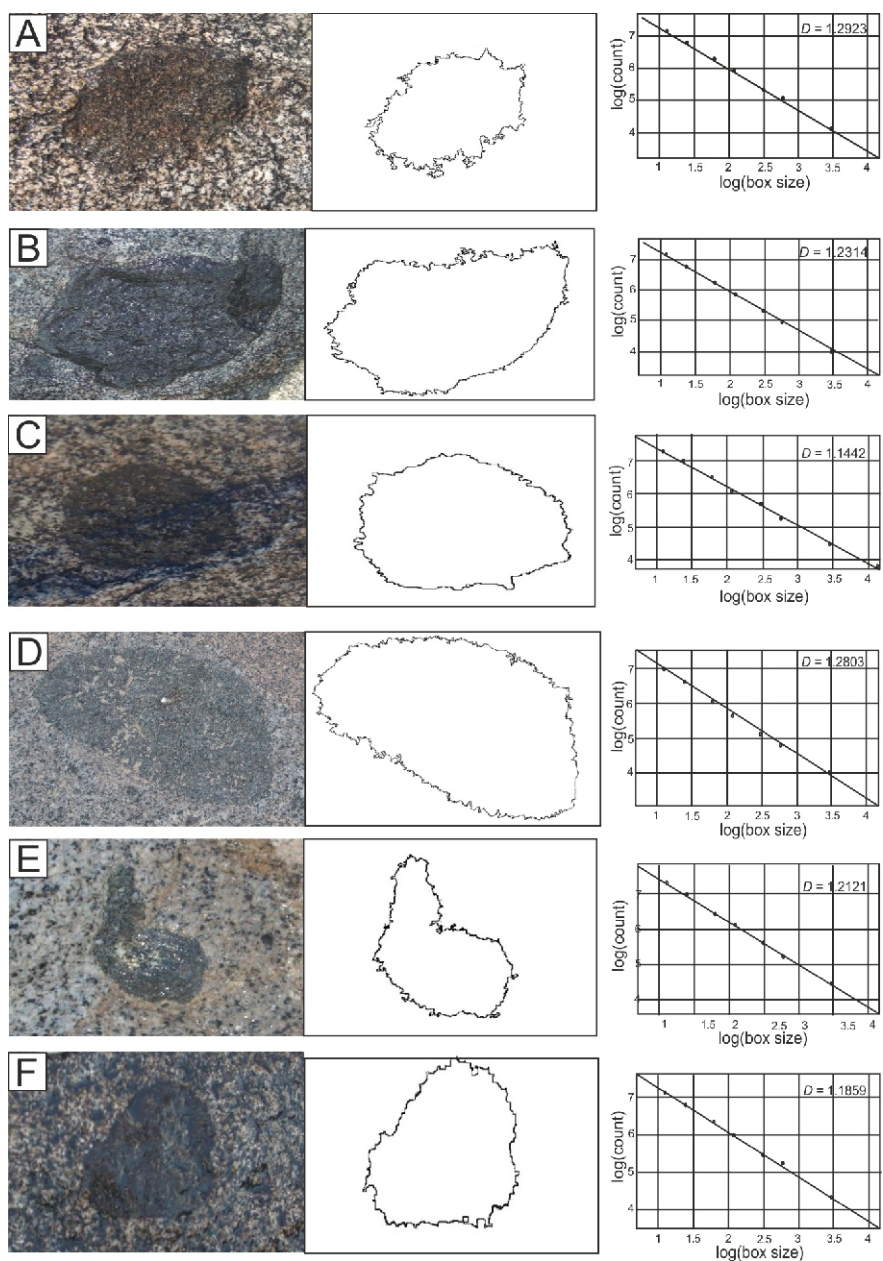 A
D = 1.2923
log(count)
7
6
5
4
1 1.5 2 2.5 3 3.5 4
log(box size)
B
D = 1.2314
log(count)
7
6
5
4
1 1.5 2 2.5 3 3.5 4
log(box size)
C
D = 1.1442
log(count)
7
6
5
4
1 1.5 2 2.5 3 3.5 4
log(box size)
D
D = 1.2803
log(count)
7
6
5
4
1 1.5 2 2.5 3 3.5 4
log(box size)
E
D = 1.2121
log(count)
7
6
5
4
1 1.5 2 2.5 3 3.5 4
log(box size)
F
D = 1.1859
log(count)
7
6
5
4
1 1.5 2 2.5 3 3.5 4
log(box size)